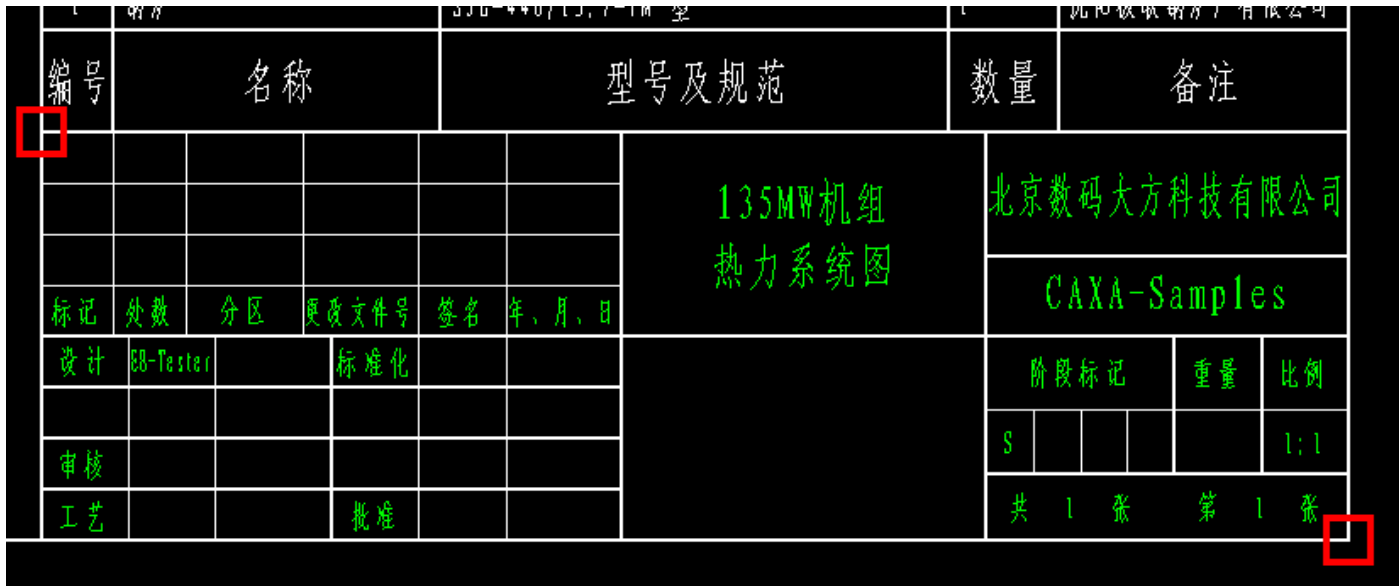 编号 名称 型号及规范 数量 备注
135MW机组
热力系统图
北京数码大方科技有限公司
CAXA-Samples
标记 处数 分区 更改文件号 签名 年、月、日
设计 EB-Tester 标准化
阶段标记 重量 比例
S 1:1
审核
工艺 批准
共 1 张 第 1 张